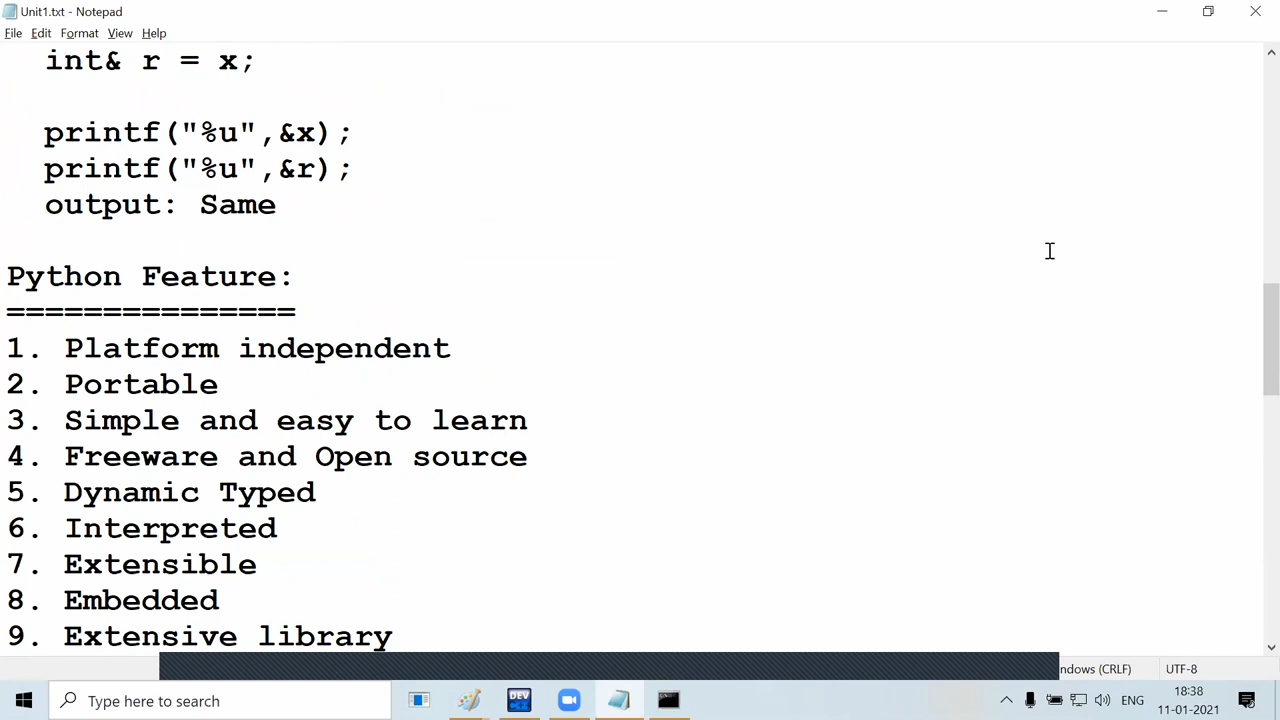 Unit1.txt - Notepad
File Edit Format View Help
int& r = x;
printf("%u",&x);
printf("%u",&r);
output: Same
Python Feature:
===============
1. Platform independent
2. Portable
3. Simple and easy to learn
4. Freeware and Open source
5. Dynamic Typed
6. Interpreted
7. Extensible
8. Embedded
9. Extensive library
ndows (CRLF) UTF-8
Type here to search
DEV
ENG
18:38
11-01-2021